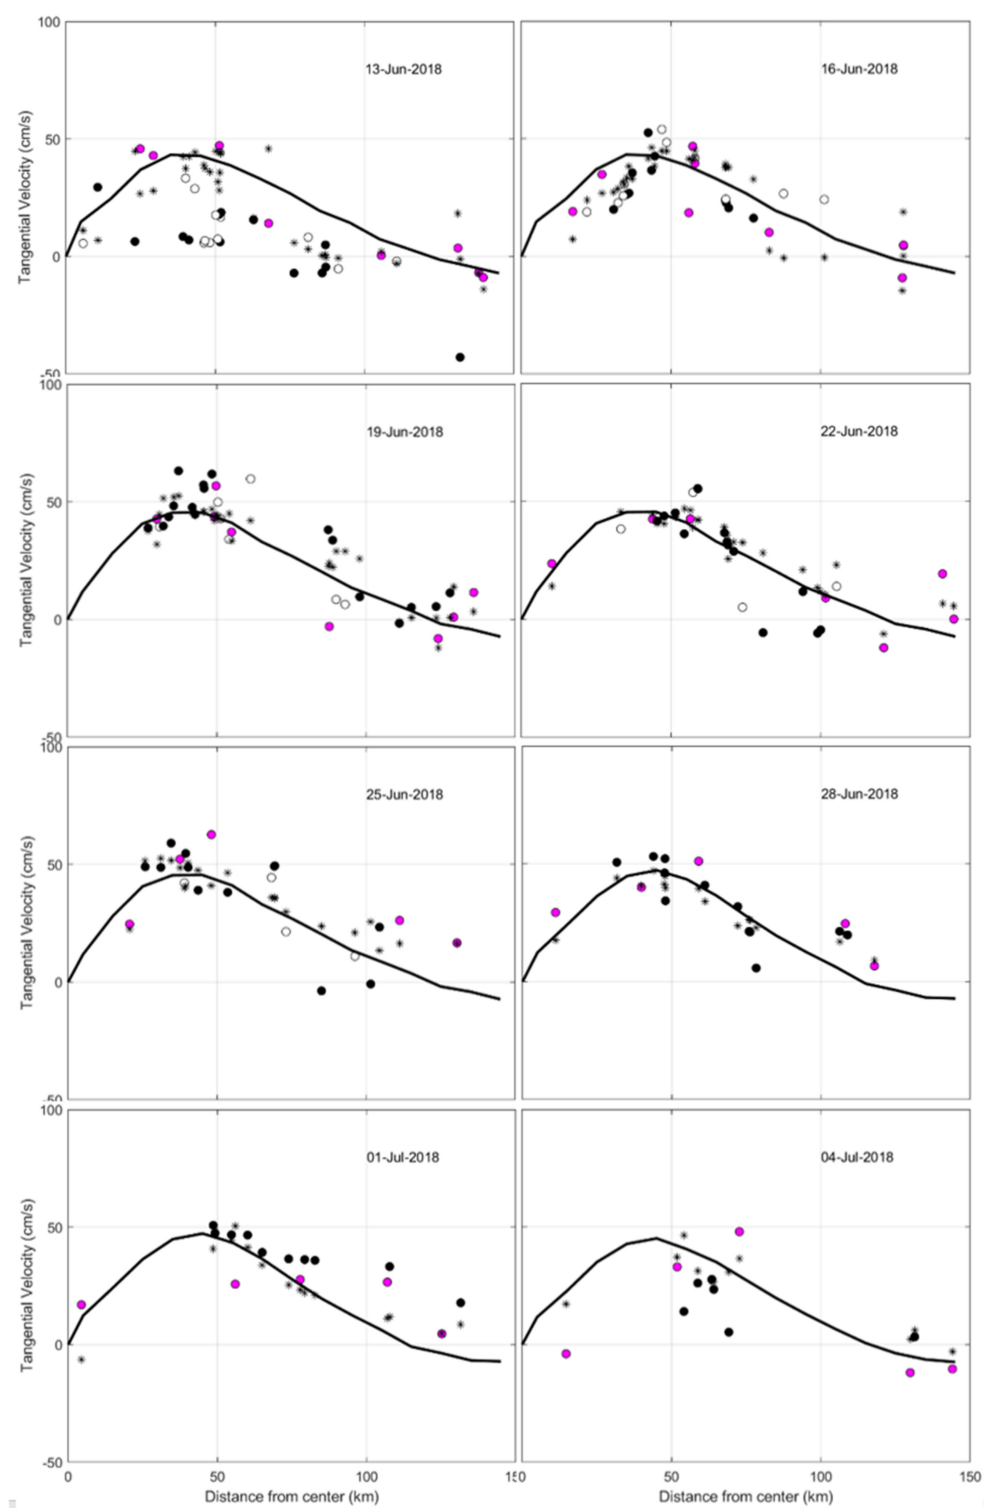 100
50
0
-50
Tangential Velocity (cm/s)
13-Jun-2018
16-Jun-2018
100
50
0
-50
Tangential Velocity (cm/s)
19-Jun-2018
22-Jun-2018
100
50
0
-50
Tangential Velocity (cm/s)
25-Jun-2018
28-Jun-2018
100
50
0
-50
Tangential Velocity (cm/s)
01-Jul-2018
04-Jul-2018
0 50 100 150 50 100 150
Distance from center (km) Distance from center (km)